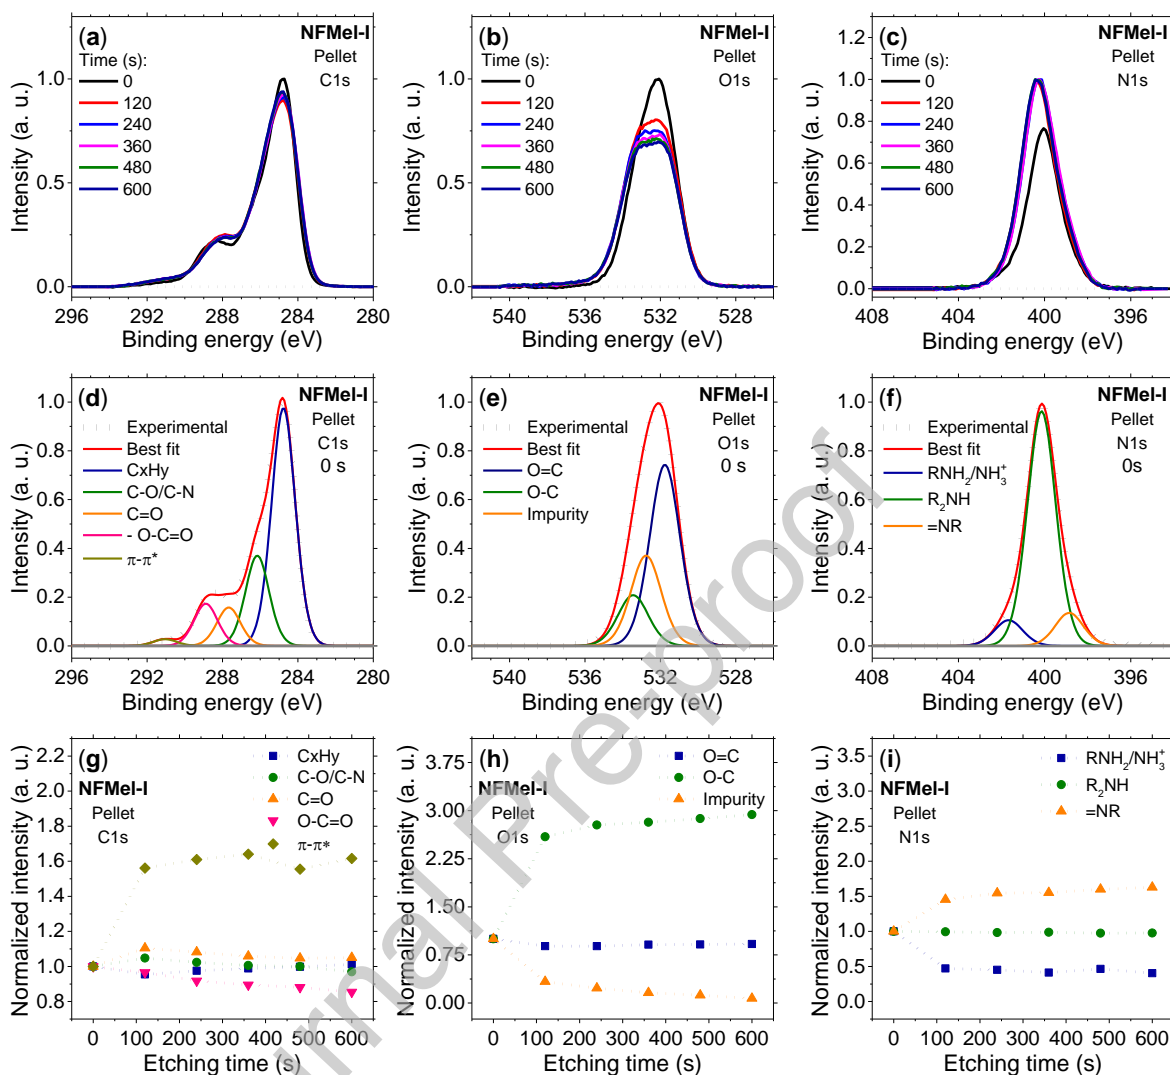 (a)
NFMel-I
Pellet
C1s
Time (s):
0
120
240
360
480
600
1.0
0.5
0.0
296 292 288 284 280
Intensity (a. u.)
Binding energy (eV)
(b)
NFMel-I
Pellet
O1s
Time (s):
0
120
240
360
480
600
1.0
0.5
0.0
540 536 532 528
Intensity (a. u.)
Binding energy (eV)
(c)
NFMel-I
Pellet
N1s
Time (s):
0
120
240
360
480
600
1.2
1.0
0.8
0.6
0.4
0.2
0.0
408 404 400 396
Intensity (a. u.)
Binding energy (eV)
(d)
NFMel-I
Pellet
C1s
0 s
Experimental
Best fit
CxHy
C-O/C-N
C=O
- O-C=O
π-π*
1.0
0.8
0.6
0.4
0.2
0.0
296 292 288 284 280
Intensity (a. u.)
Binding energy (eV)
(e)
NFMel-I
Pellet
O1s
0 s
Experimental
Best fit
O=C
O-C
Impurity
1.0
0.8
0.6
0.4
0.2
0.0
540 536 532 528
Intensity (a. u.)
Binding energy (eV)
(f)
NFMel-I
Pellet
N1s
0s
Experimental
Best fit
RNH₂/NH₃⁺
R₂NH
=NR
1.0
0.8
0.6
0.4
0.2
0.0
408 404 400 396
Intensity (a. u.)
Binding energy (eV)
(g)
NFMel-I
Pellet
C1s
CxHy
C-O/C-N
C=O
O-C=O
π-π*
2.2
2.0
1.8
1.6
1.4
1.2
1.0
0.8
0 100 200 300 400 500 600
Normalized intensity (a. u.)
Etching time (s)
(h)
NFMel-I
Pellet
O1s
O=C
O-C
Impurity
3.75
3.00
2.25
1.50
0.75
0.00
0 100 200 300 400 500 600
Normalized intensity (a. u.)
Etching time (s)
(i)
NFMel-I
Pellet
N1s
RNH₂/NH₃⁺
R₂NH
=NR
3.5
3.0
2.5
2.0
1.5
1.0
0.5
0.0
0 100 200 300 400 500 600
Normalized intensity (a. u.)
Etching time (s)
urnal Pre-proof